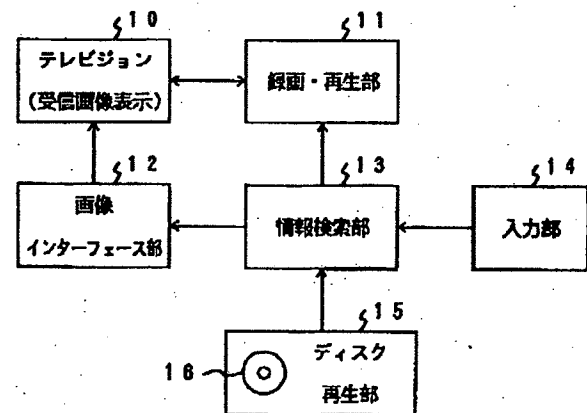 10
テレビジョン
(受信画像表示)
11
録画・再生部
12
画像
インターフェース部
13
情報検索部
14
入力部
15
ディスク
再生部
16